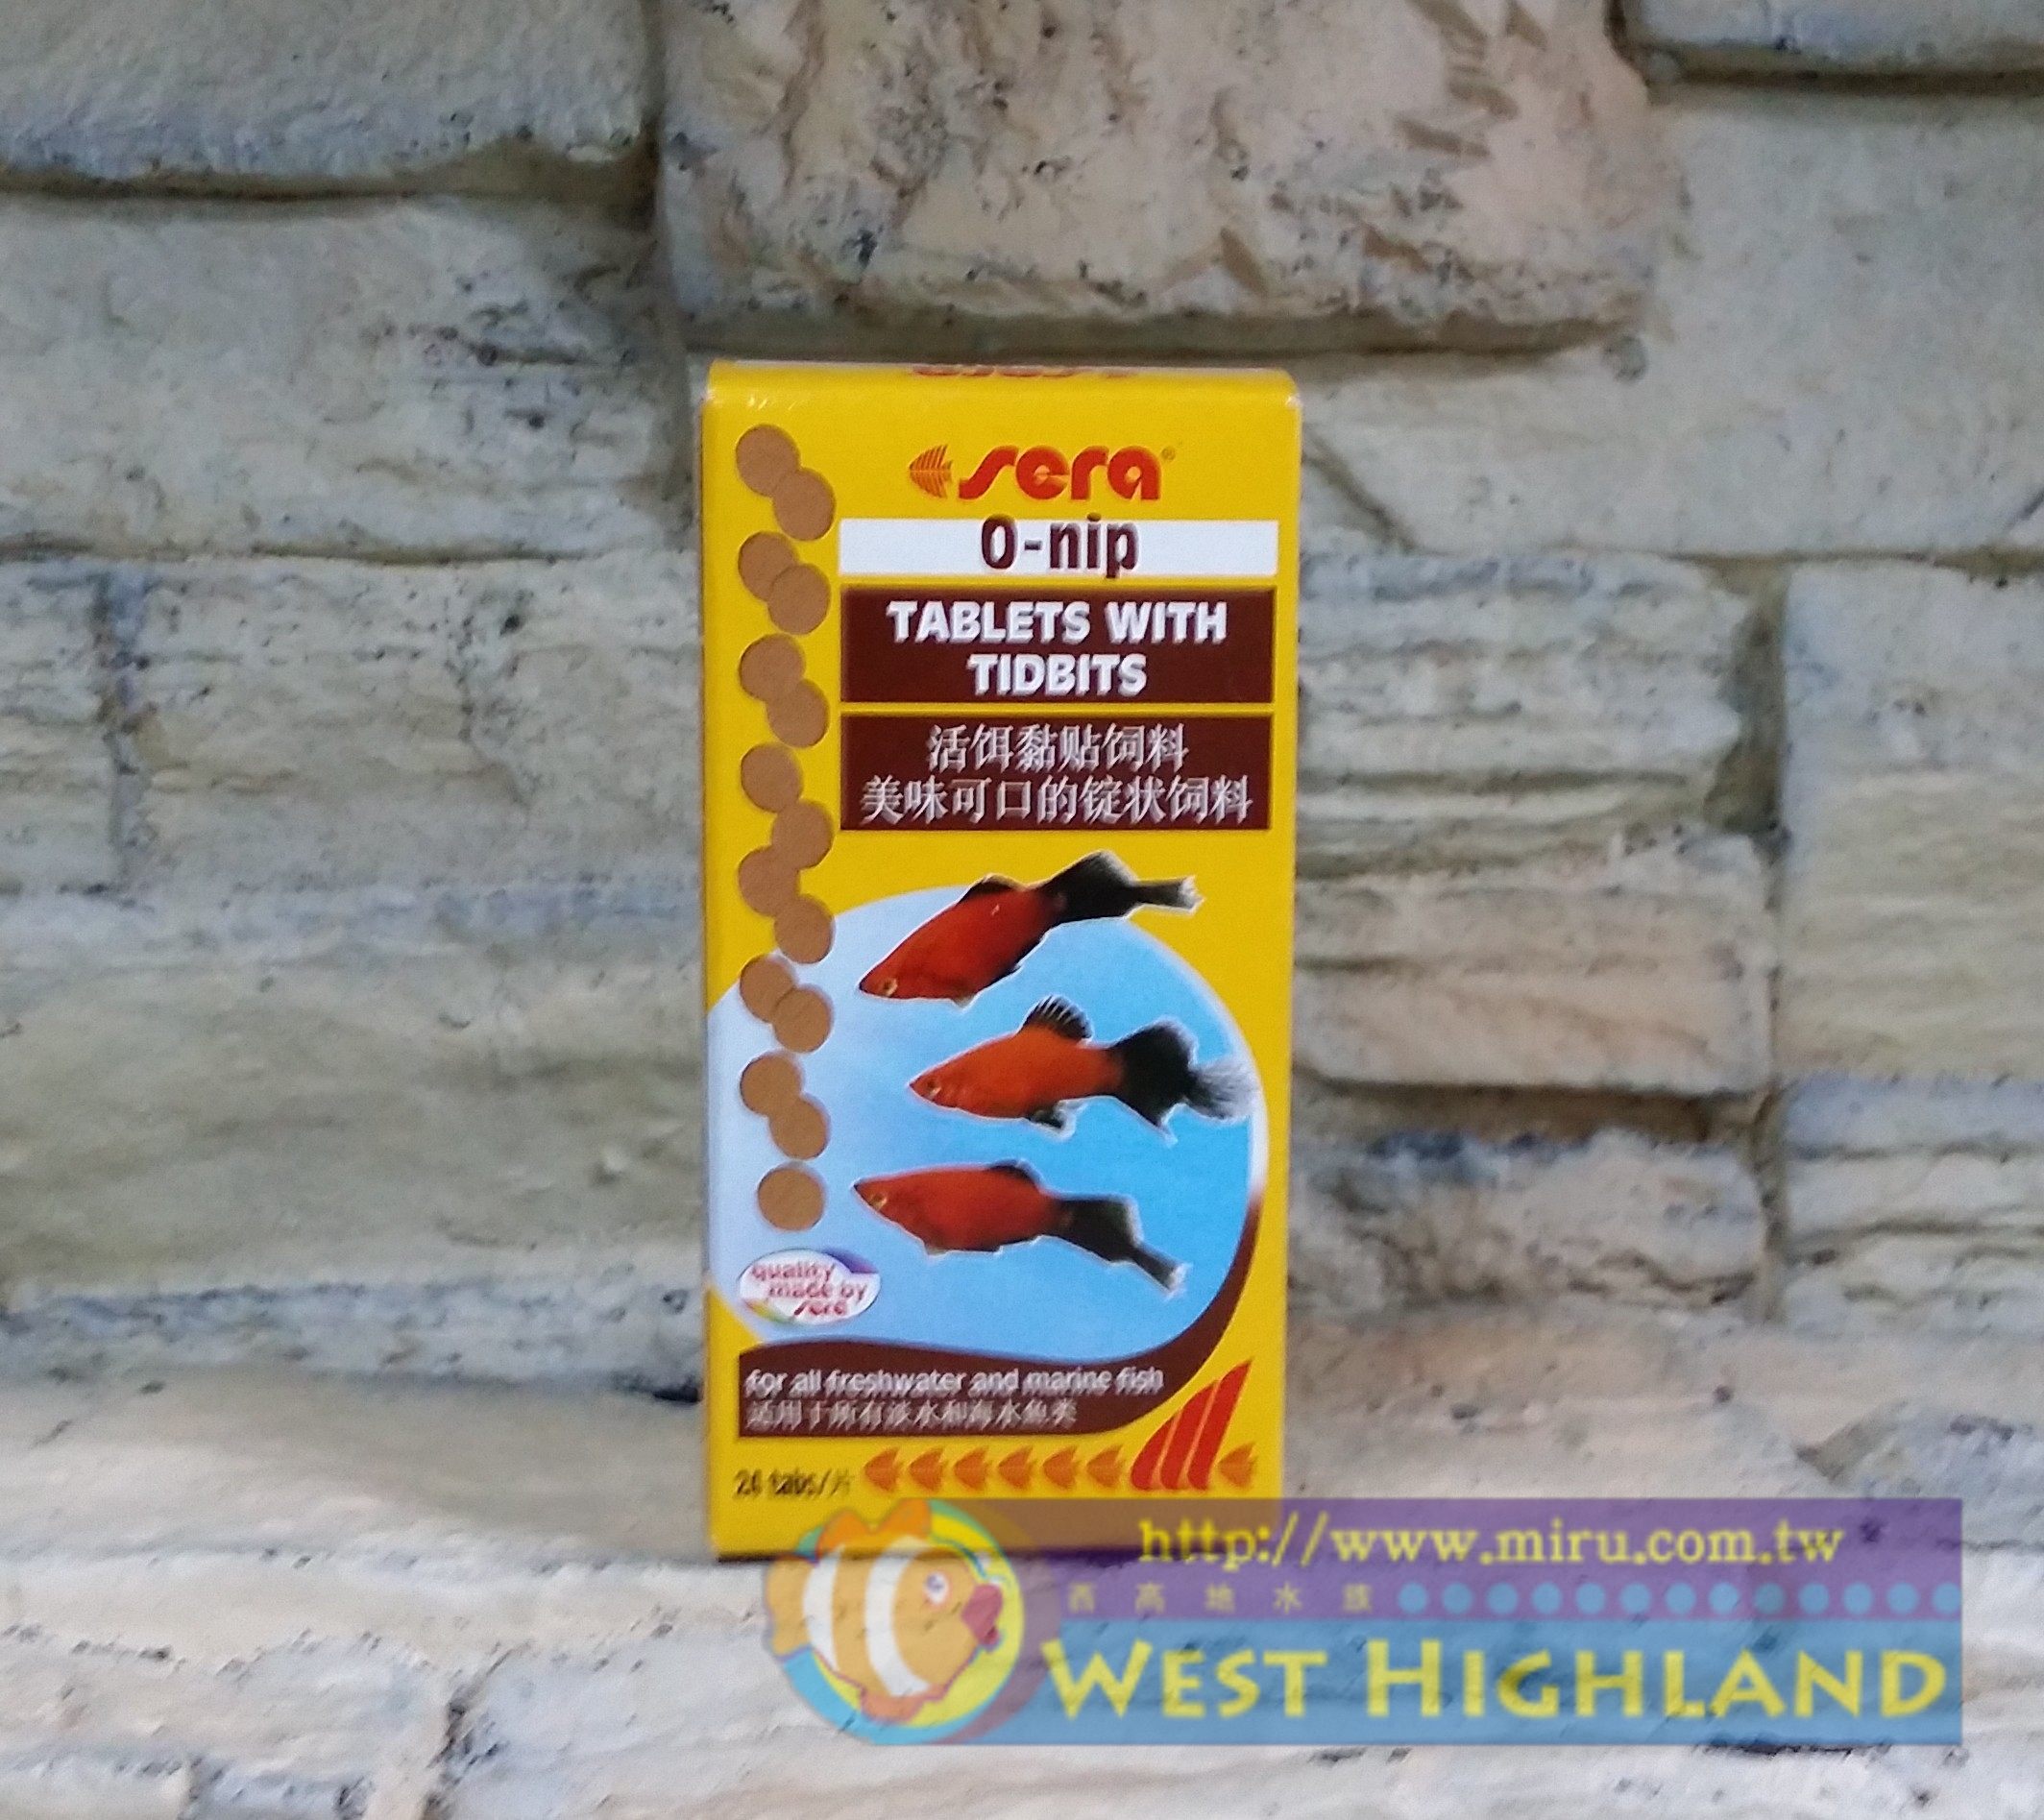 sera®
O-nip
TABLETS WITH
TIDBITS
活饵黏贴饲料
美味可口的锭状饲料
quality
made by
sera
for all freshwater and marine fish
适用于所有淡水和海水魚类
24 tabs/片
http://www.miru.com.tw
西高地水族
WEST HIGHLAND